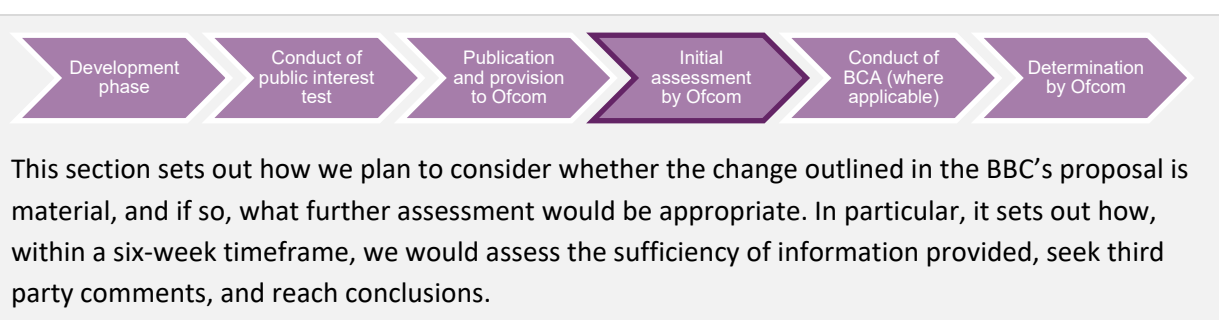 Development
phase
Conduct of
public interest
test
Publication
and provision
to Ofcom
Initial
assessment
by Ofcom
Conduct of
BCA (where
applicable)
Determination
by Ofcom
This section sets out how we plan to consider whether the change outlined in the BBC’s proposal is
material, and if so, what further assessment would be appropriate. In particular, it sets out how,
within a six-week timeframe, we would assess the sufficiency of information provided, seek third
party comments, and reach conclusions.